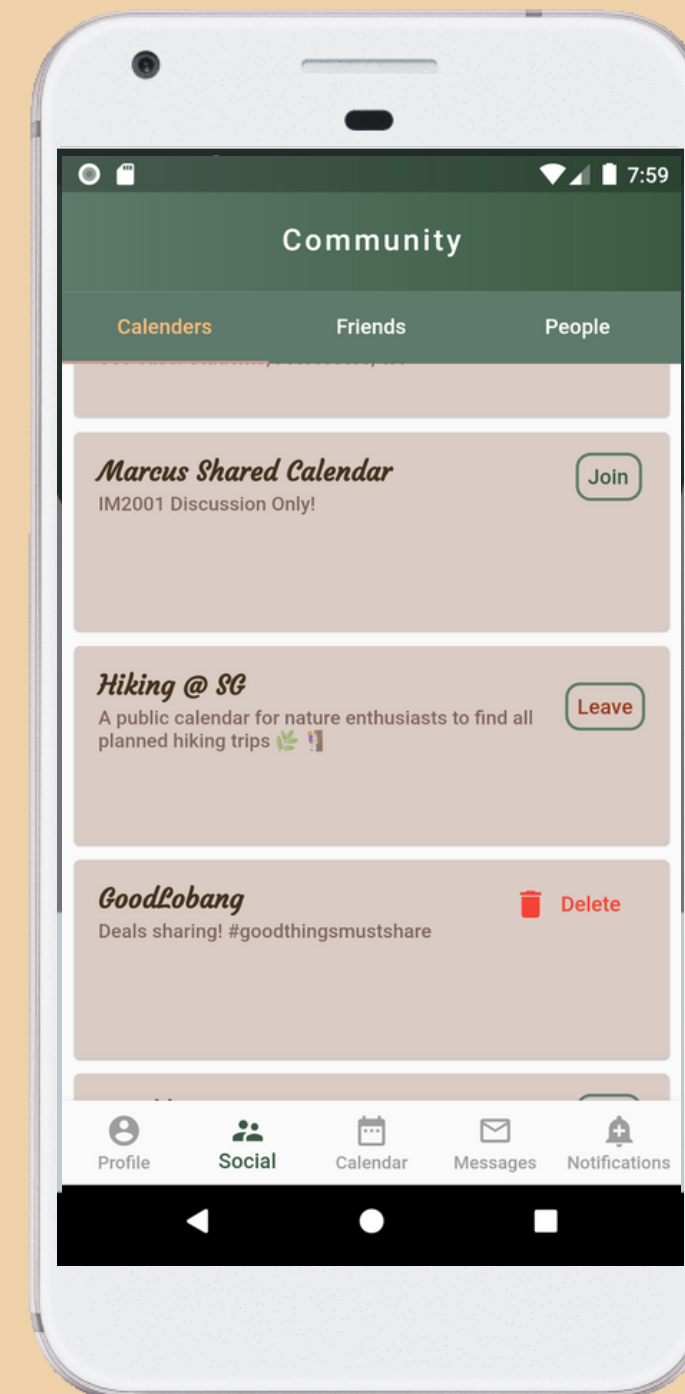 7:59
Community
Calenders Friends People
Marcus Shared Calendar
Join
IM2001 Discussion Only!
Hiking @ SG
Leave
A public calendar for nature enthusiasts to find all
planned hiking trips 🌿 🧗
GoodLobang
Delete
Deals sharing! #goodthingsmustshare
Profile Social Calendar Messages Notifications